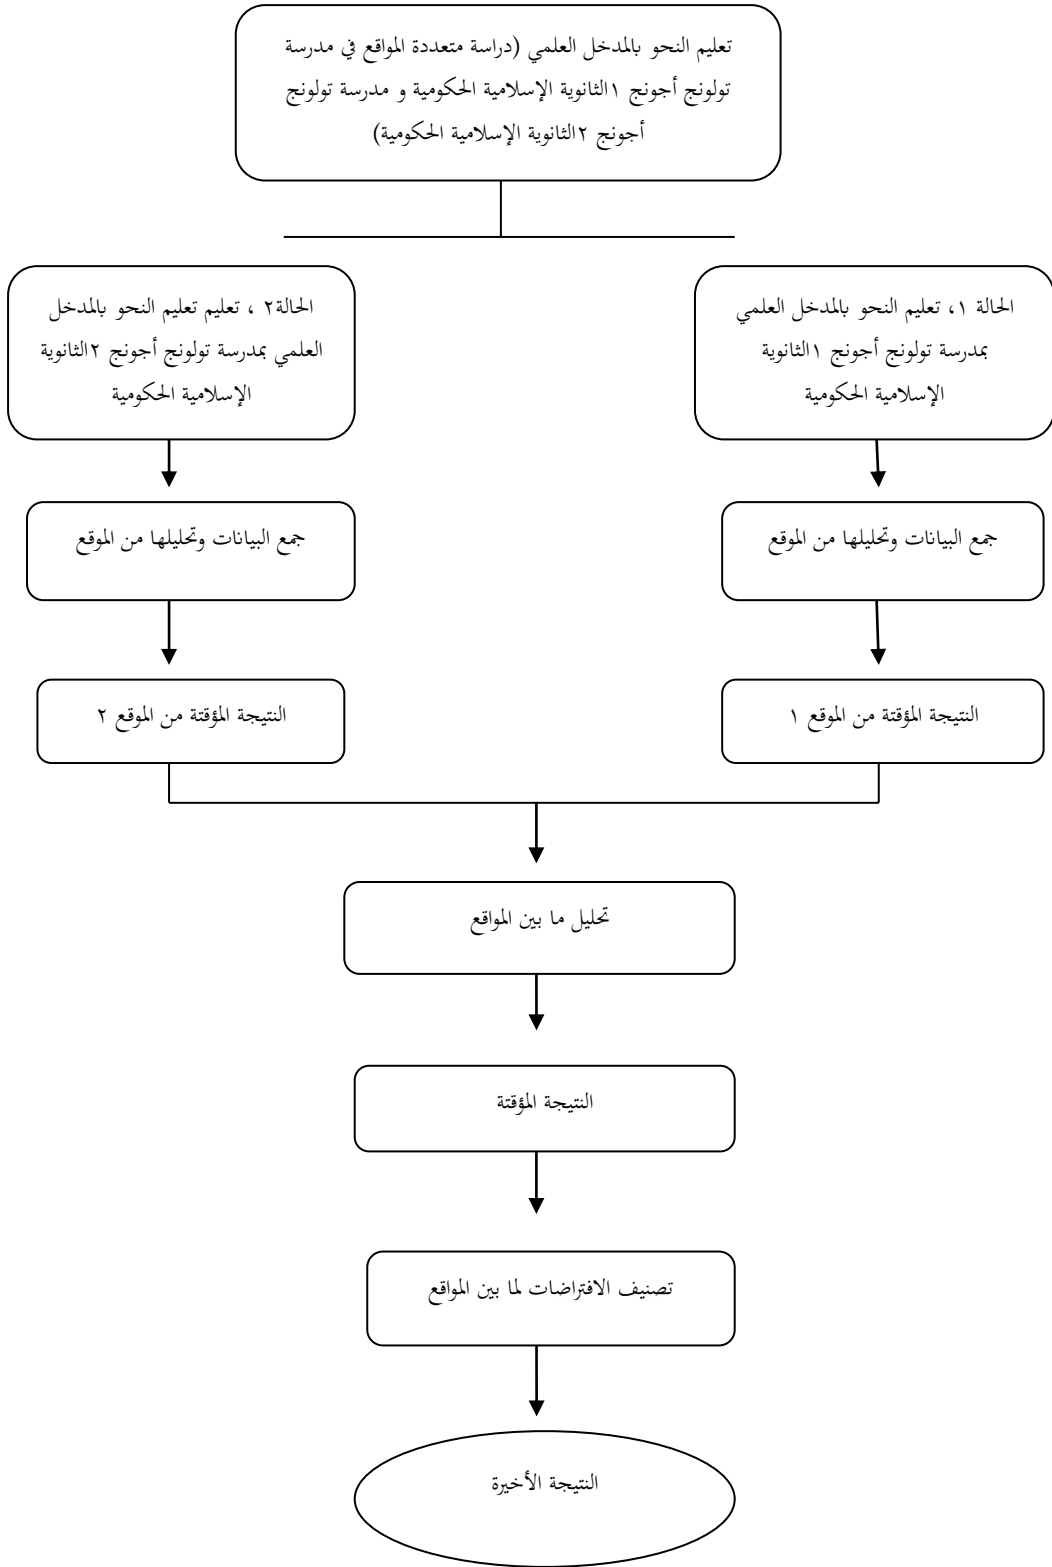 تعليم النحو بالمدخل العلمي (دراسة متعددة المواقع في مدرسة
تولونج أجونج ١الثانوية الإسلامية الحكومية و مدرسة تولونج
أجونج ٢الثانوية الإسلامية الحكومية)
الحالة ١، تعليم النحو بالمدخل العلمي
بمدرسة تولونج أجونج ١الثانوية
الإسلامية الحكومية
الحالة٢ ، تعليم تعليم النحو بالمدخل
العلمي بمدرسة تولونج أجونج ٢الثانوية
الإسلامية الحكومية
جمع البيانات وتحليلها من الموقع
جمع البيانات وتحليلها من الموقع
النتيجة المؤقتة من الموقع ١
النتيجة المؤقتة من الموقع ٢
تحليل ما بين المواقع
النتيجة المؤقتة
تصنيف الافتراضات لما بين المواقع
النتيجة الأخيرة